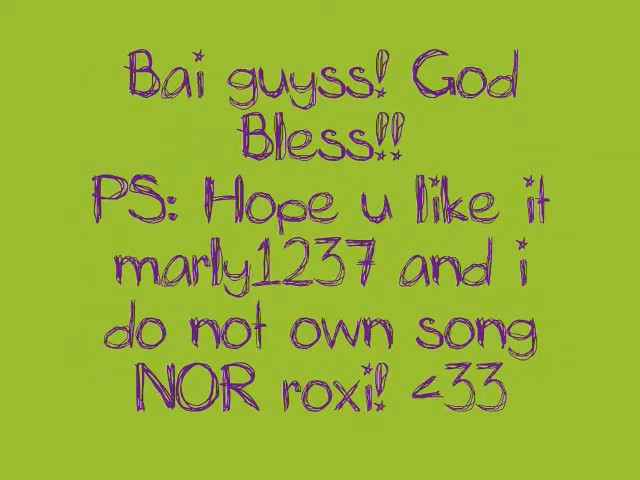 Bai guyss! God
Bless!!
PS: Hope u like it
marly1237 and i
do not own song
NOR roxi! <33